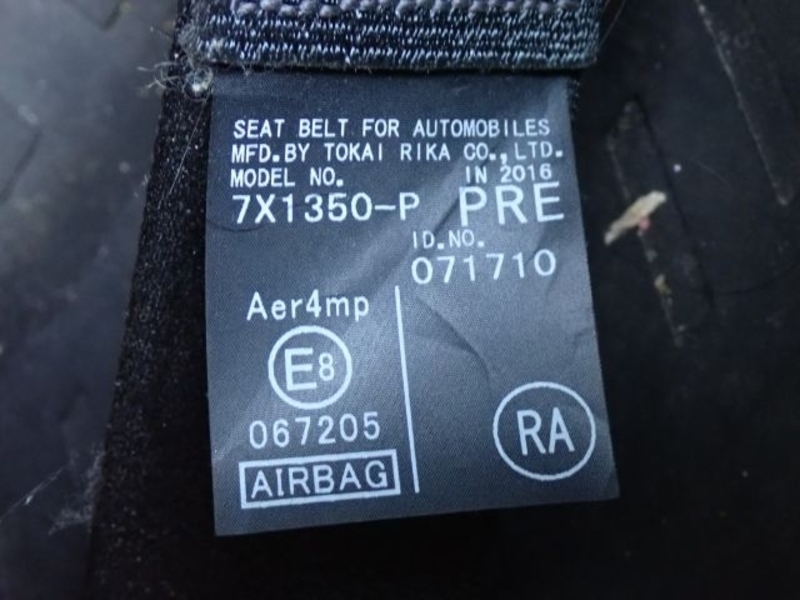 SEAT BELT FOR AUTOMOBILES
MFD.BY TOKAI RIKA CO.,LTD.
MODEL NO. IN 2016
7X1350-P PRE
ID.NO.
071710
Aer4mp
E8
067205
AIRBAG
RA